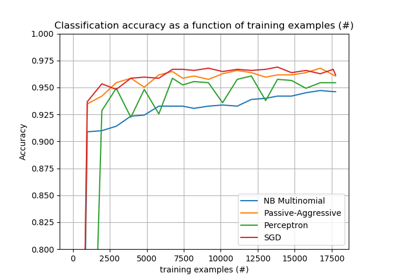 Classification accuracy as a function of training examples (#)
1.000
0.975
0.950
0.925
0.900
0.875
0.850
0.825
0.800
Accuracy
NB Multinomial
Passive-Aggressive
Perceptron
SGD
0 2500 5000 7500 10000 12500 15000 17500
training examples (#)